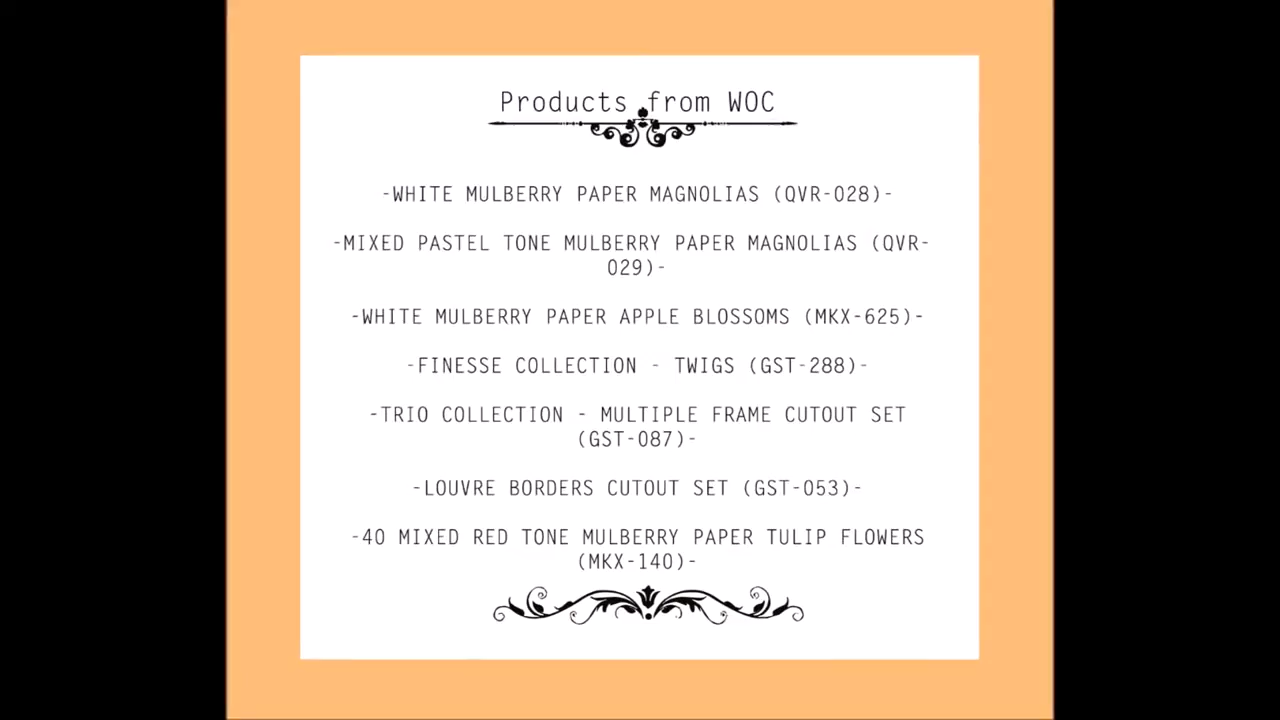 Products from WOC
-WHITE MULBERRY PAPER MAGNOLIAS (QVR-028)-
-MIXED PASTEL TONE MULBERRY PAPER MAGNOLIAS (QVR-
029)-
-WHITE MULBERRY PAPER APPLE BLOSSOMS (MKX-625)-
-FINESSE COLLECTION - TWIGS (GST-288)-
-TRIO COLLECTION - MULTIPLE FRAME CUTOUT SET
(GST-087)-
-LOUVRE BORDERS CUTOUT SET (GST-053)-
-40 MIXED RED TONE MULBERRY PAPER TULIP FLOWERS
(MKX-140)-